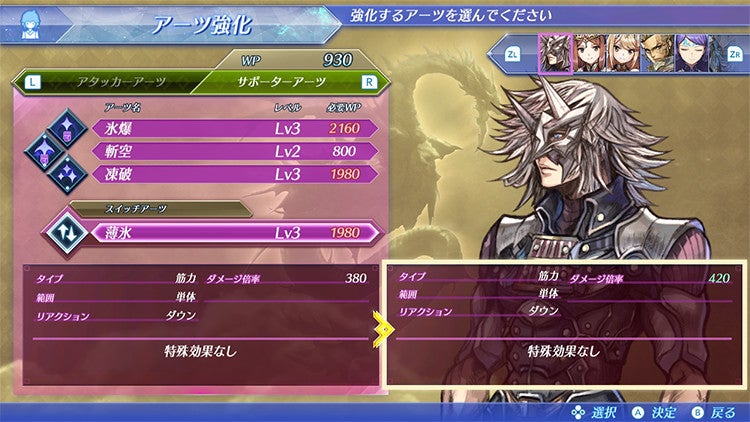 アーツ強化
強化するアーツを選んでください
WP 930
ZL ZR
L アタッカーアーツ サポーターアーツ R
アーツ名 レベル 必要WP
氷爆 Lv3 2160
斬空 Lv2 800
凍破 Lv3 1980
スイッチアーツ
薄氷 Lv3 1980
タイプ 筋力 ダメージ倍率 380
範囲 単体
リアクション ダウン
特殊効果なし
タイプ 筋力 ダメージ倍率 420
範囲 単体
リアクション ダウン
特殊効果なし
選択 A 決定 B 戻る